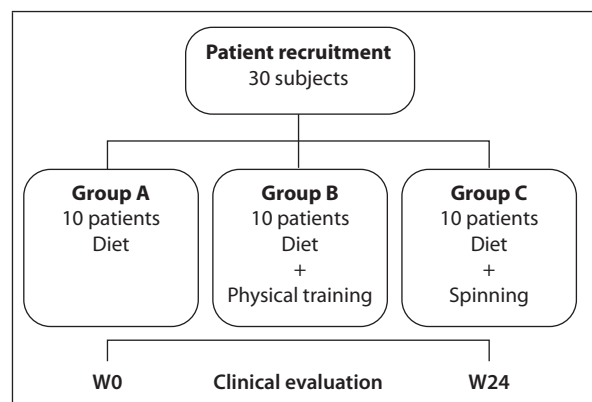 Patient recruitment
30 subjects
Group A
10 patients
Diet
Group B
10 patients
Diet
+
Physical training
Group C
10 patients
Diet
+
Spinning
W0 Clinical evaluation W24